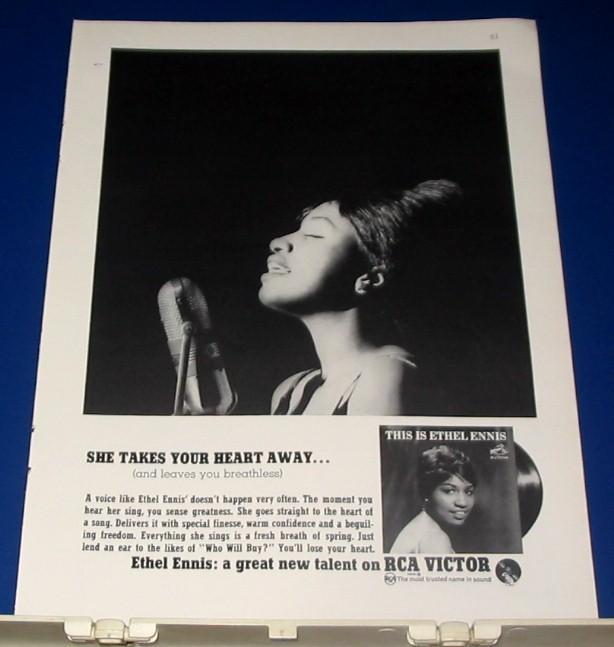 SHE TAKES YOUR HEART AWAY...
(and leaves you breathless)
A voice like Ethel Ennis' doesn't happen very often. The moment you
hear her sing, you sense greatness. She goes straight to the heart of
a song. Delivers it with special finesse, warm confidence and a beguil-
ing freedom. Everything she sings is a fresh breath of spring. Just
lend an ear to the likes of "Who Will Buy?" You'll lose your heart.
THIS IS ETHEL ENNIS
Ethel Ennis: a great new talent on RCA VICTOR
RCA The most trusted name in sound